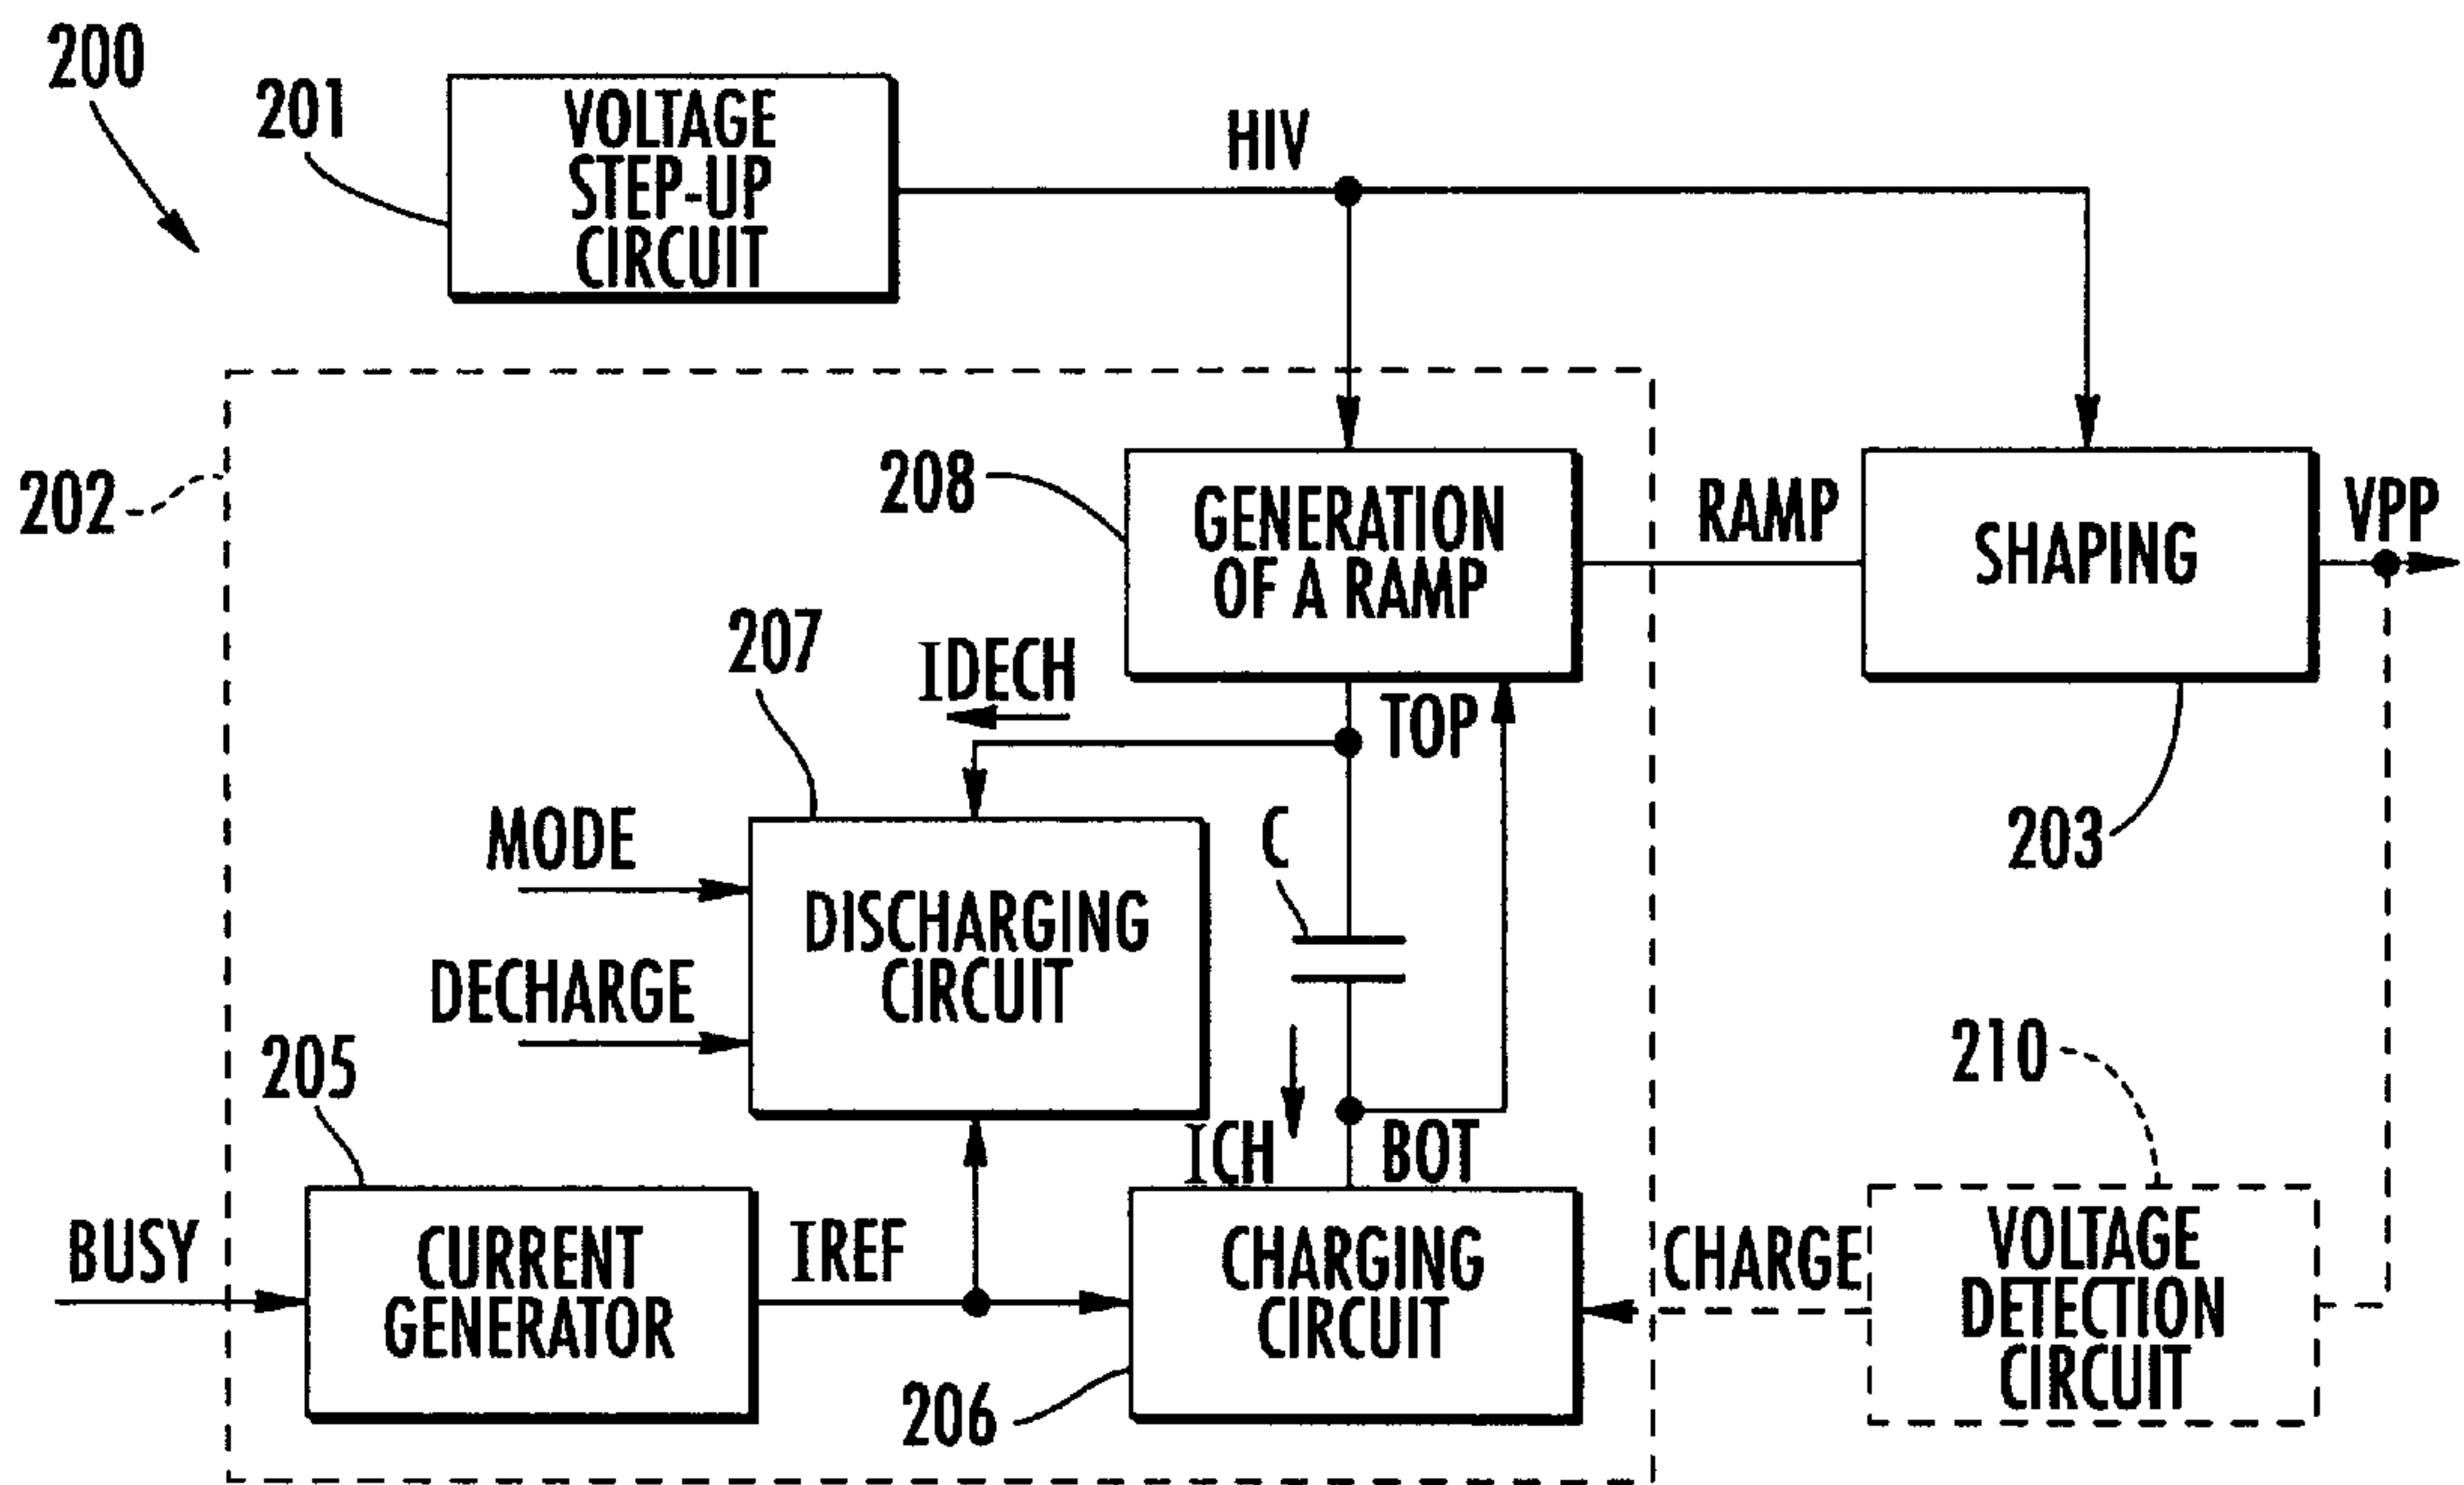 200
201
VOLTAGE
STEP-UP
CIRCUIT
HIV
202
208
GENERATION
OF A RAMP
RAMP
SHAPING
VPP
207
IDECH
TOP
203
MODE
C
DISCHARGING
CIRCUIT
DECHARGE
205
210
ICH
BOT
BUSY
CURRENT
GENERATOR
IREF
CHARGING
CIRCUIT
CHARGE
VOLTAGE
DETECTION
CIRCUIT
206